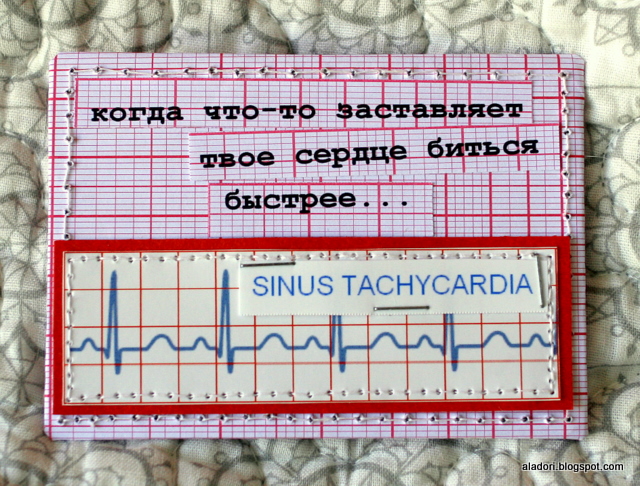 когда что-то заставляет
твое сердце биться
быстрее...
SINUS TACHYCARDIA
aladori.blogspot.com